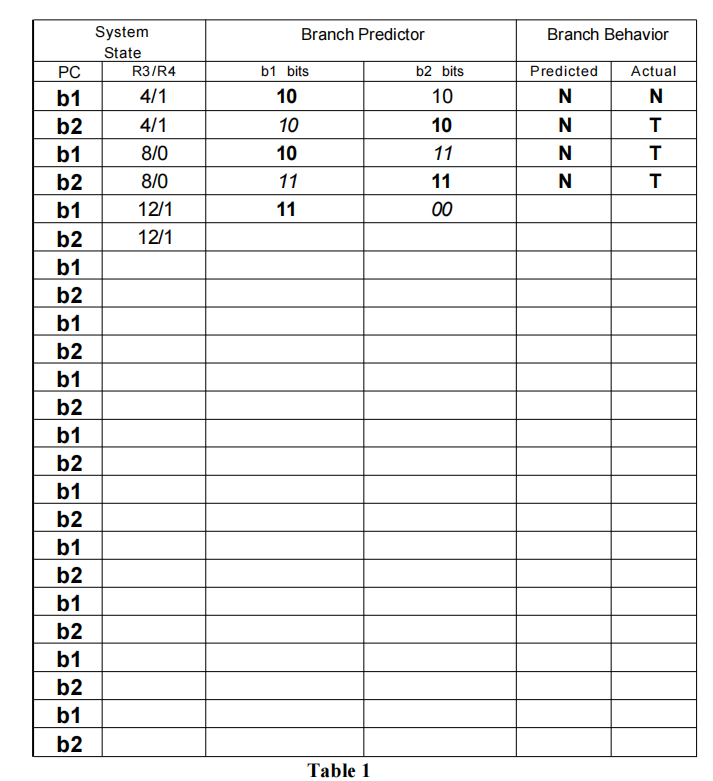 System State Branch Predictor Branch Behavior
PC R3/R4 b1 bits b2 bits Predicted Actual
b1 4/1 10 10 N N
b2 4/1 10 10 N T
b1 8/0 10 11 N T
b2 8/0 11 11 N T
b1 12/1 11 00
b2 12/1
b1
b2
b1
b2
b1
b2
b1
b2
b1
b2
b1
b2
b1
b2
b1
b2
b1
b2
Table 1